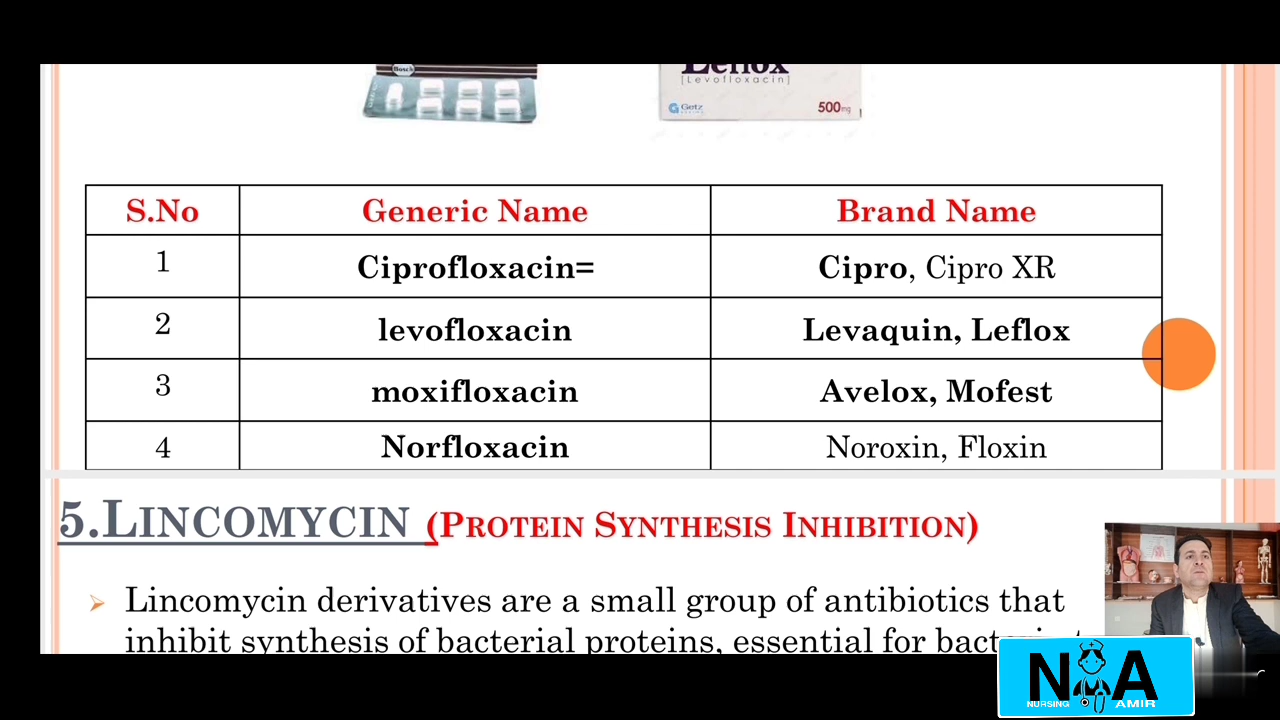 Bosch
Leflox
[Levofloxacin]
Getz
500mg
S.No Generic Name Brand Name
1 Ciprofloxacin= Cipro, Cipro XR
2 levofloxacin Levaquin, Leflox
3 moxifloxacin Avelox, Mofest
4 Norfloxacin Noroxin, Floxin
5.LINCOMYCIN (PROTEIN SYNTHESIS INHIBITION)
Lincomycin derivatives are a small group of antibiotics that
inhibit synthesis of bacterial proteins, essential for
N A
NURSING AMIR